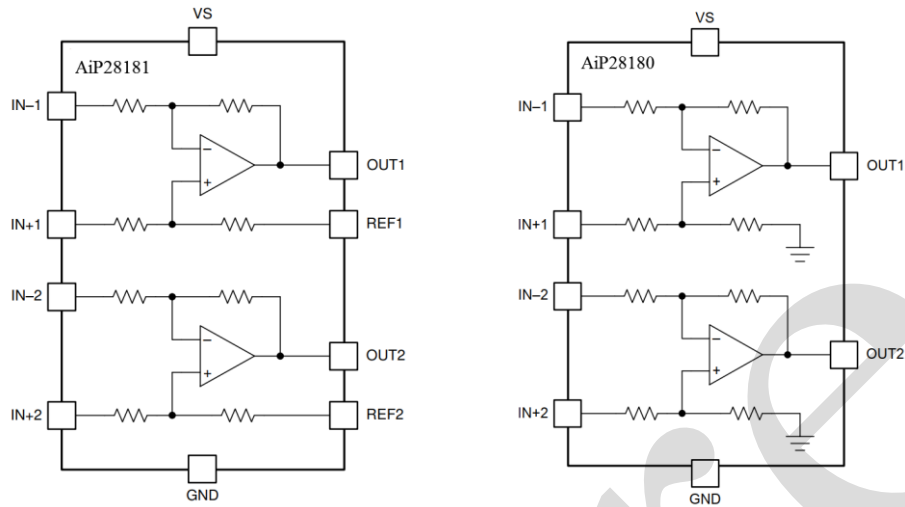 VS
AiP28181
IN–1
OUT1
IN+1
REF1
IN–2
OUT2
IN+2
REF2
GND
VS
AiP28180
IN–1
OUT1
IN+1
IN–2
OUT2
IN+2
GND